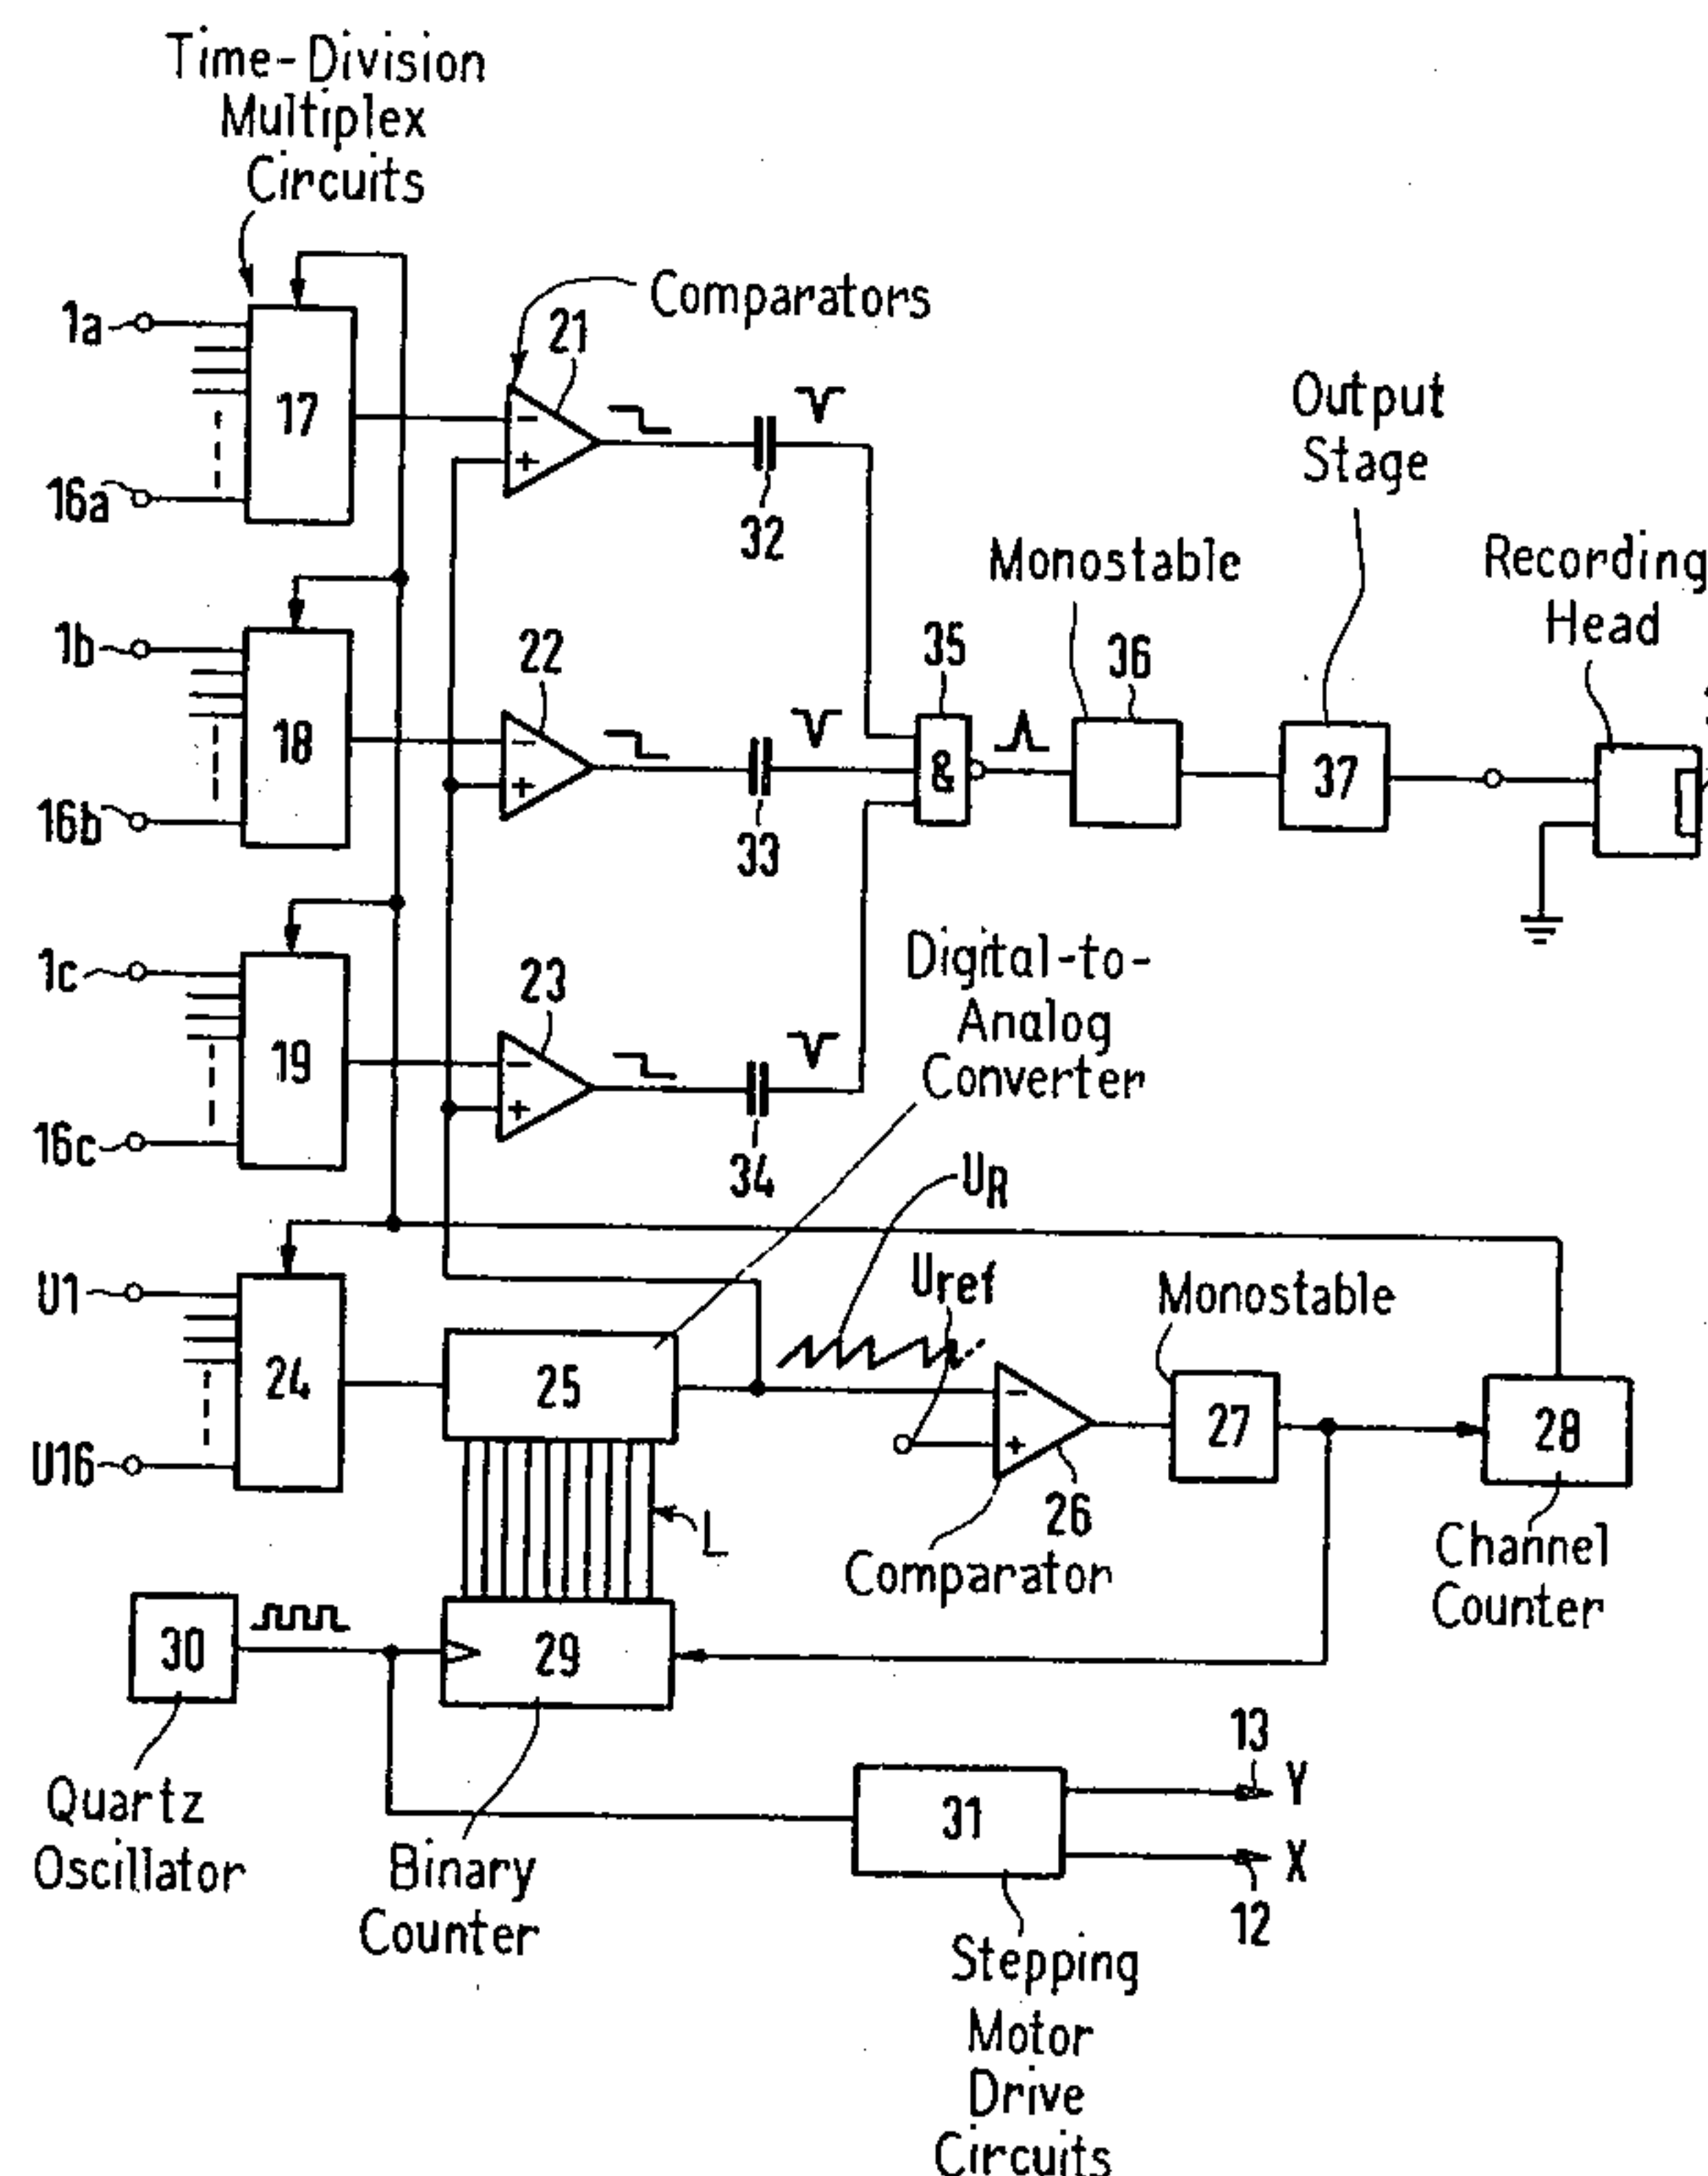 Time-Division
Multiplex
Circuits
Comparators
1a
17
16a
21
- 
+
32
Output
Stage
Monostable
Recording
Head
1b
18
16b
22
-
+
33
35
&
36
37
1c
19
16c
23
-
+
34
Digital-to-
Analog
Converter
UR
Uref
Monostable
U1
24
U16
25
-
+
26
Comparator
27
28
Channel
Counter
L
30
29
Quartz
Oscillator
Binary
Counter
31
13
Y
X
12
Stepping
Motor
Drive
Circuits